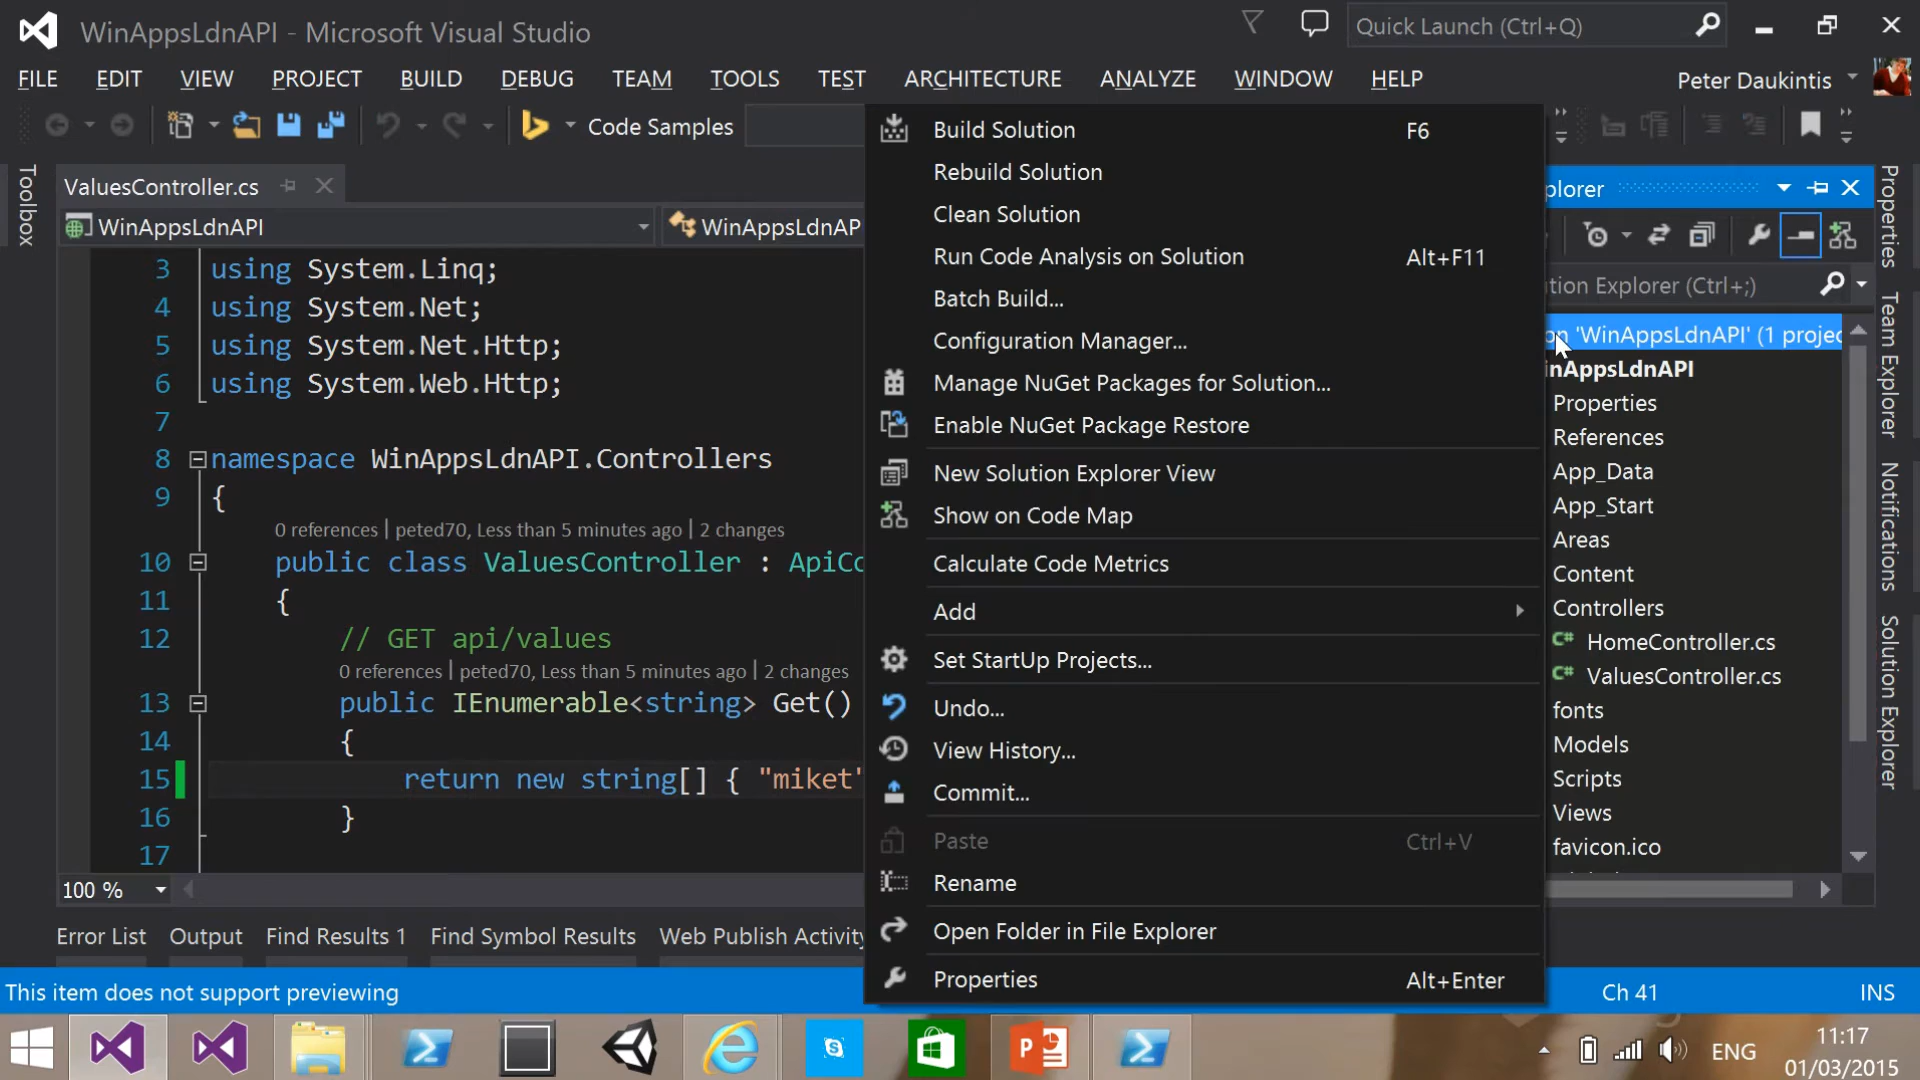 WinAppsLdnAPI - Microsoft Visual Studio
Quick Launch (Ctrl+Q)
FILE EDIT VIEW PROJECT BUILD DEBUG TEAM TOOLS TEST ARCHITECTURE ANALYZE WINDOW HELP
Peter Daukintis
Code Samples
Toolbox
ValuesController.cs
WinAppsLdnAPI
WinAppsLdnAP
3 using System.Linq;
4 using System.Net;
5 using System.Net.Http;
6 using System.Web.Http;
7
8 namespace WinAppsLdnAPI.Controllers
9 {
0 references | peted70, Less than 5 minutes ago | 2 changes
10 public class ValuesController : ApiCo
11 {
12 // GET api/values
0 references | peted70, Less than 5 minutes ago | 2 changes
13 public IEnumerable<string> Get()
14 {
15 return new string[] { "miket"
16 }
17
100 %
Build Solution F6
Rebuild Solution
Clean Solution
Run Code Analysis on Solution Alt+F11
Batch Build...
Configuration Manager...
Manage NuGet Packages for Solution...
Enable NuGet Package Restore
New Solution Explorer View
Show on Code Map
Calculate Code Metrics
Add
Set StartUp Projects...
Undo...
View History...
Commit...
Paste Ctrl+V
Rename
Open Folder in File Explorer
Properties Alt+Enter
plorer
tion Explorer (Ctrl+;)
on 'WinAppsLdnAPI' (1 projec
inAppsLdnAPI
Properties
References
App_Data
App_Start
Areas
Content
Controllers
C# HomeController.cs
C# ValuesController.cs
fonts
Models
Scripts
Views
favicon.ico
Properties
Team Explorer
Notifications
Solution Explorer
Error List Output Find Results 1 Find Symbol Results Web Publish Activity
This item does not support previewing
Ch 41
INS
ENG
11:17
01/03/2015